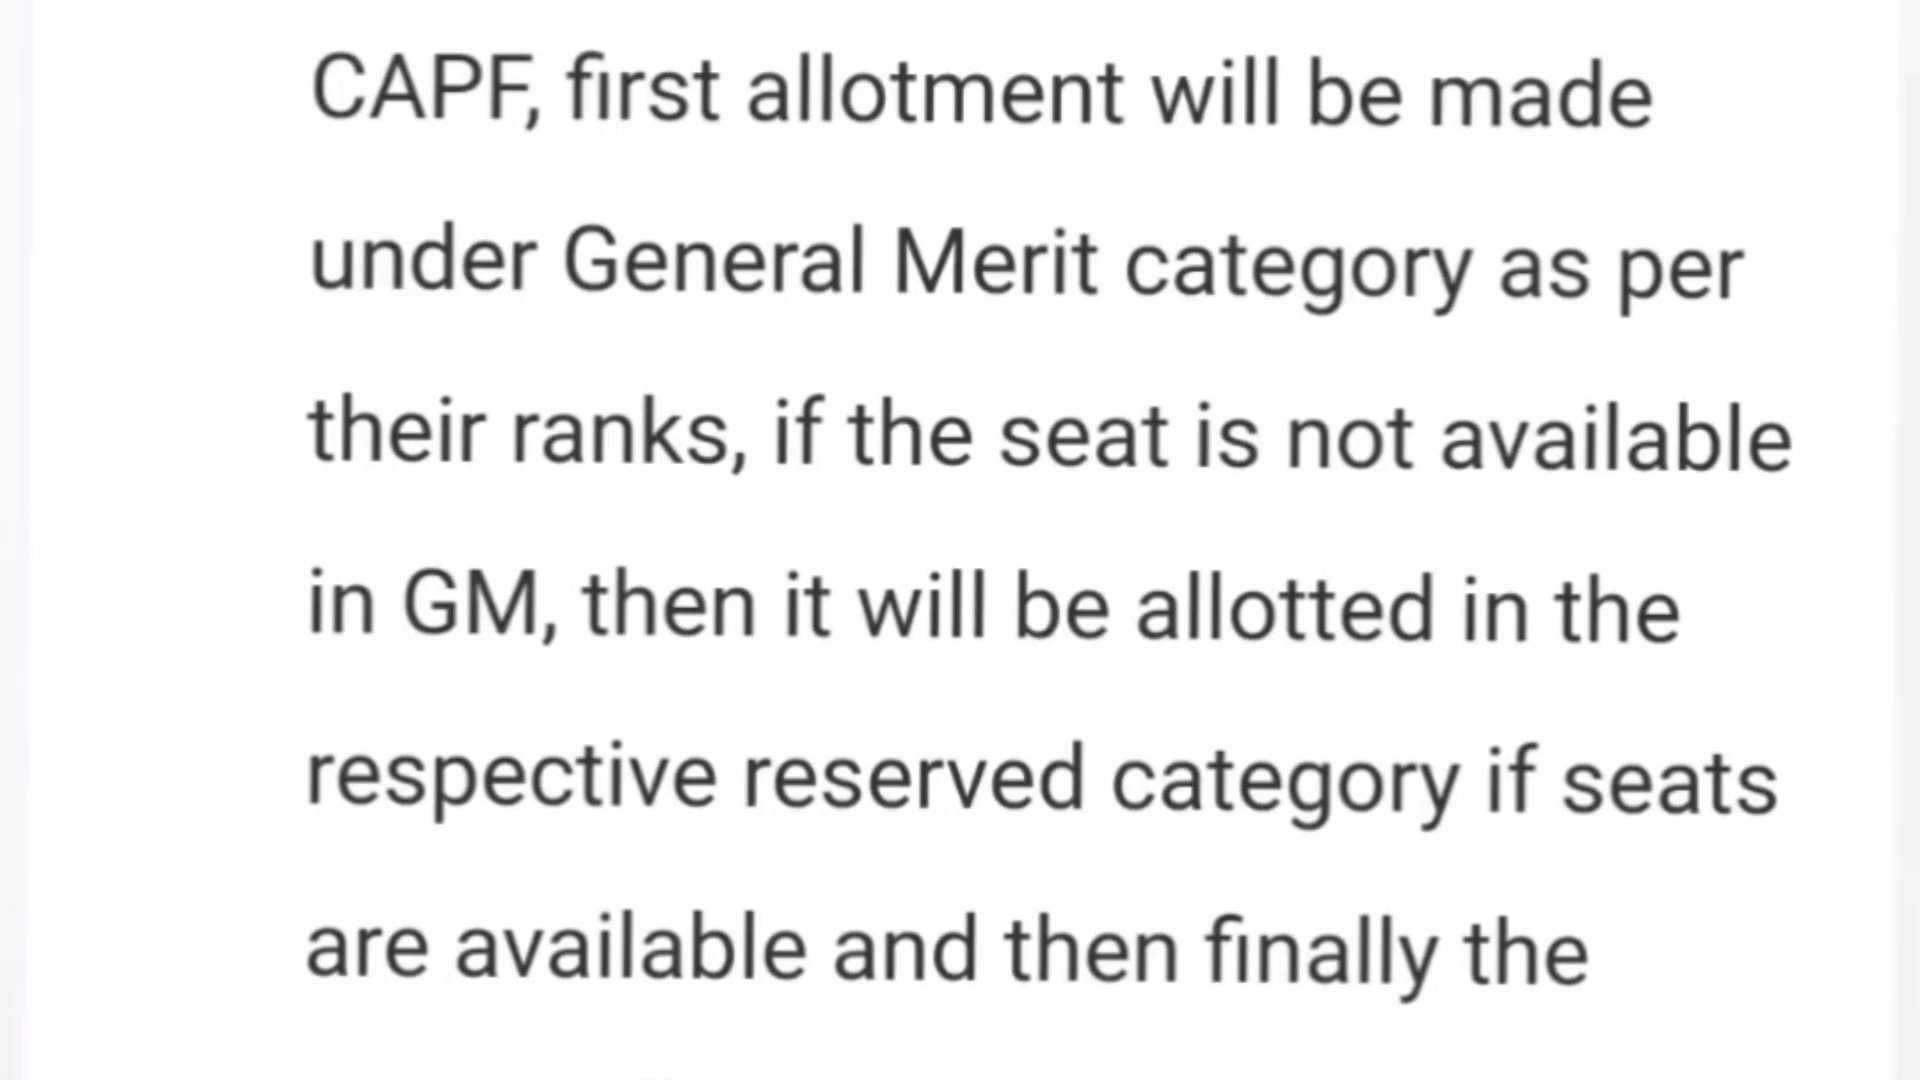 CAPF, first allotment will be made
under General Merit category as per
their ranks, if the seat is not available
in GM, then it will be allotted in the
respective reserved category if seats
are available and then finally the